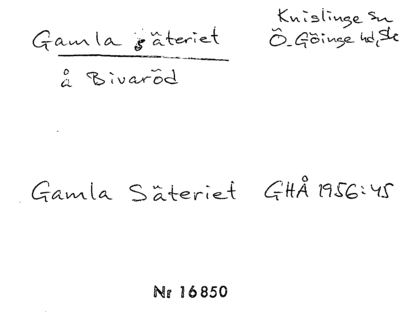 Gamla säteriet
å Bivaröd
Knislinge sn
Ö. Göinge hd, Sk
Gamla Säteriet GHÅ 1956:45
Nr 16850